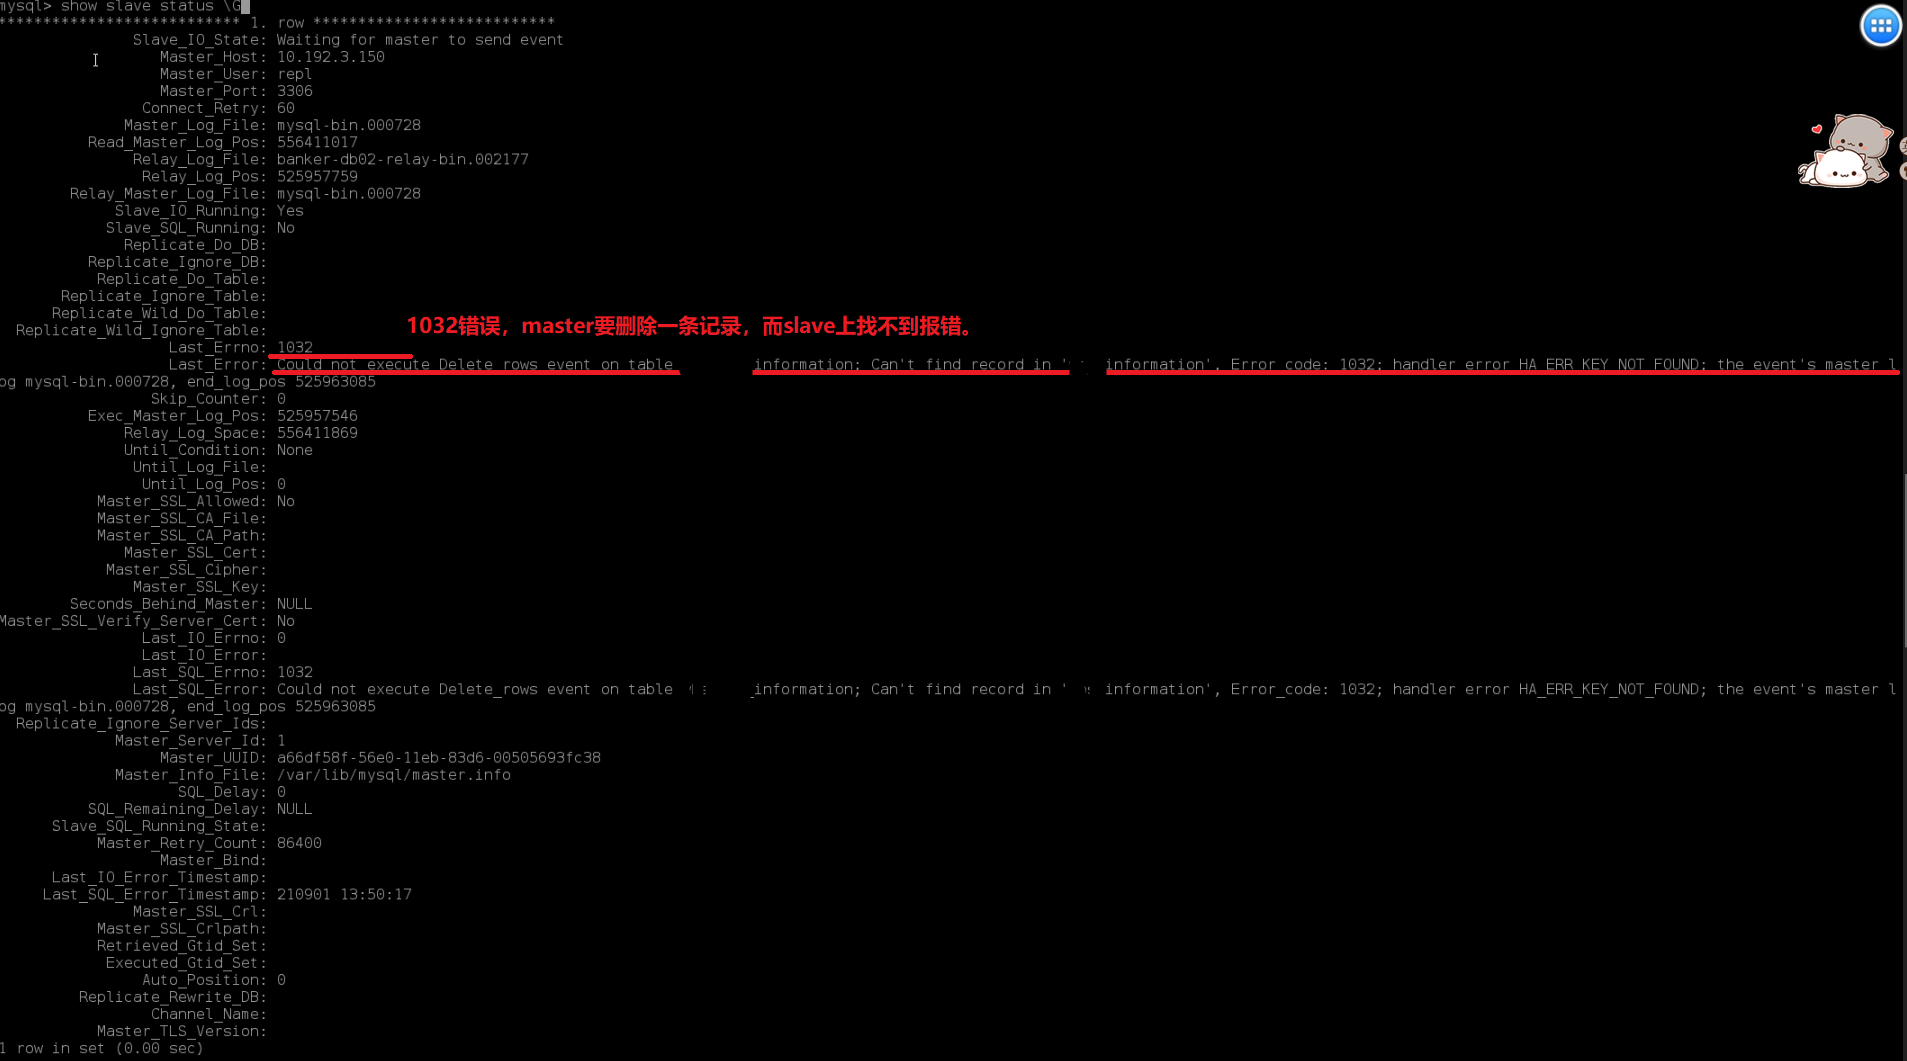 mysql> show slave status \G
*************************** 1. row ***************************
Slave_IO_State: Waiting for master to send event
Master_Host: 10.192.3.150
Master_User: repl
Master_Port: 3306
Connect_Retry: 60
Master_Log_File: mysql-bin.000728
Read_Master_Log_Pos: 556411017
Relay_Log_File: banker-db02-relay-bin.002177
Relay_Log_Pos: 525957759
Relay_Master_Log_File: mysql-bin.000728
Slave_IO_Running: Yes
Slave_SQL_Running: No
Replicate_Do_DB:
Replicate_Ignore_DB:
Replicate_Do_Table:
Replicate_Ignore_Table:
Replicate_Wild_Do_Table:
Replicate_Wild_Ignore_Table:
1032错误，master要删除一条记录，而slave上找不到报错。
Last_Errno: 1032
Last_Error: Could not execute Delete_rows event on table information; Can't find record in ' information', Error_code: 1032; handler error HA_ERR_KEY_NOT_FOUND; the event's master l
og mysql-bin.000728, end_log_pos 525963085
Skip_Counter: 0
Exec_Master_Log_Pos: 525957546
Relay_Log_Space: 556411869
Until_Condition: None
Until_Log_File:
Until_Log_Pos: 0
Master_SSL_Allowed: No
Master_SSL_CA_File:
Master_SSL_CA_Path:
Master_SSL_Cert:
Master_SSL_Cipher:
Master_SSL_Key:
Seconds_Behind_Master: NULL
Master_SSL_Verify_Server_Cert: No
Last_IO_Errno: 0
Last_IO_Error:
Last_SQL_Errno: 1032
Last_SQL_Error: Could not execute Delete_rows event on table _information; Can't find record in ' information', Error_code: 1032; handler error HA_ERR_KEY_NOT_FOUND; the event's master l
og mysql-bin.000728, end_log_pos 525963085
Replicate_Ignore_Server_Ids:
Master_Server_Id: 1
Master_UUID: a66df58f-56e0-11eb-83d6-00505693fc38
Master_Info_File: /var/lib/mysql/master.info
SQL_Delay: 0
SQL_Remaining_Delay: NULL
Slave_SQL_Running_State:
Master_Retry_Count: 86400
Master_Bind:
Last_IO_Error_Timestamp:
Last_SQL_Error_Timestamp: 210901 13:50:17
Master_SSL_Crl:
Master_SSL_Crlpath:
Retrieved_Gtid_Set:
Executed_Gtid_Set:
Auto_Position: 0
Replicate_Rewrite_DB:
Channel_Name:
Master_TLS_Version:
1 row in set (0.00 sec)